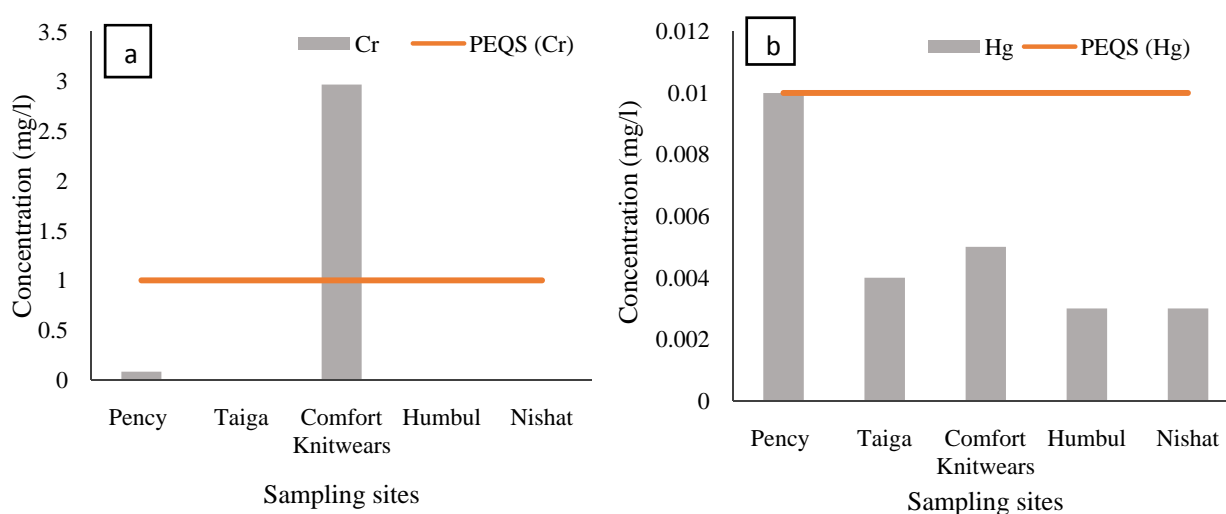 a
Cr
PEQS (Cr)
Concentration (mg/l)
3.5
3
2.5
2
1.5
1
0.5
0
Pency
Taiga
Comfort
Knitwears
Humbul
Nishat
Sampling sites
b
Hg
PEQS (Hg)
Concentration (mg/l)
0.012
0.01
0.008
0.006
0.004
0.002
0
Pency
Taiga
Comfort
Knitwears
Humbul
Nishat
Sampling sites